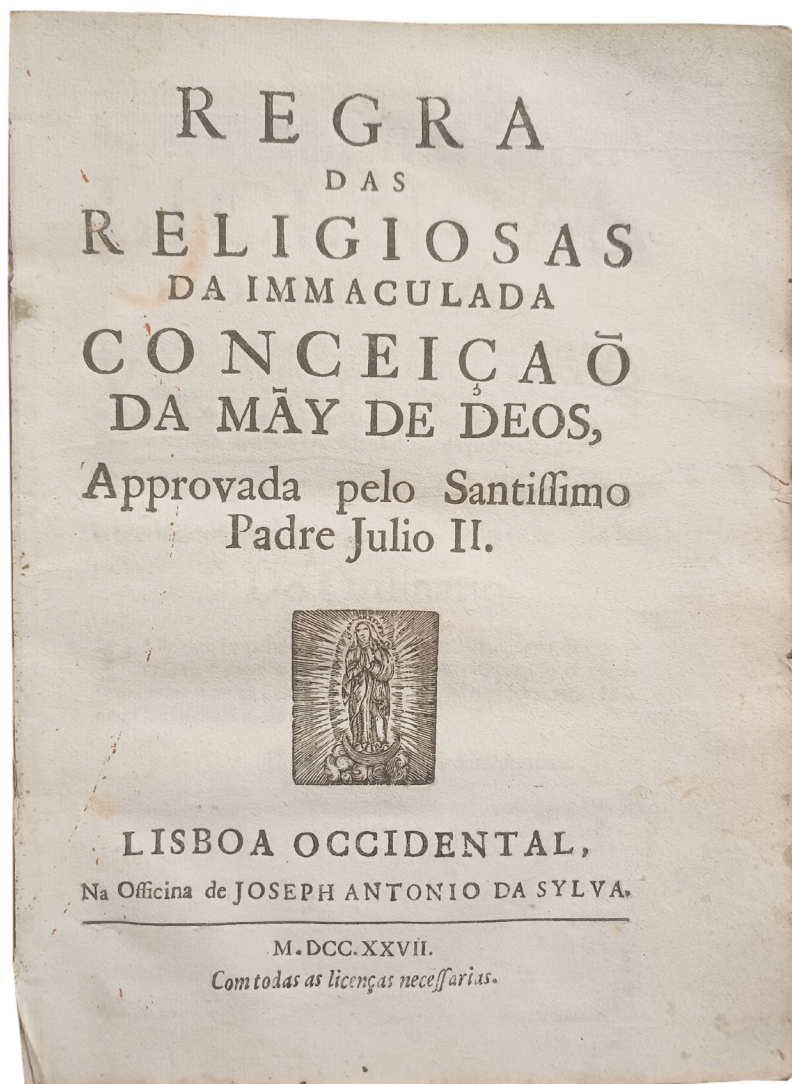 REGRA
DAS
RELIGIOSAS
DA IMMACULADA
CONCEIÇAÕ
DA MÃY DE DEOS,
Approvada pelo Santiſſimo
Padre Julio II.
LISBOA OCCIDENTAL,
Na Officina de JOSEPH ANTONIO DA SYLVA.
M.DCC.XXVII.
Com todas as licenças neceſſarias.